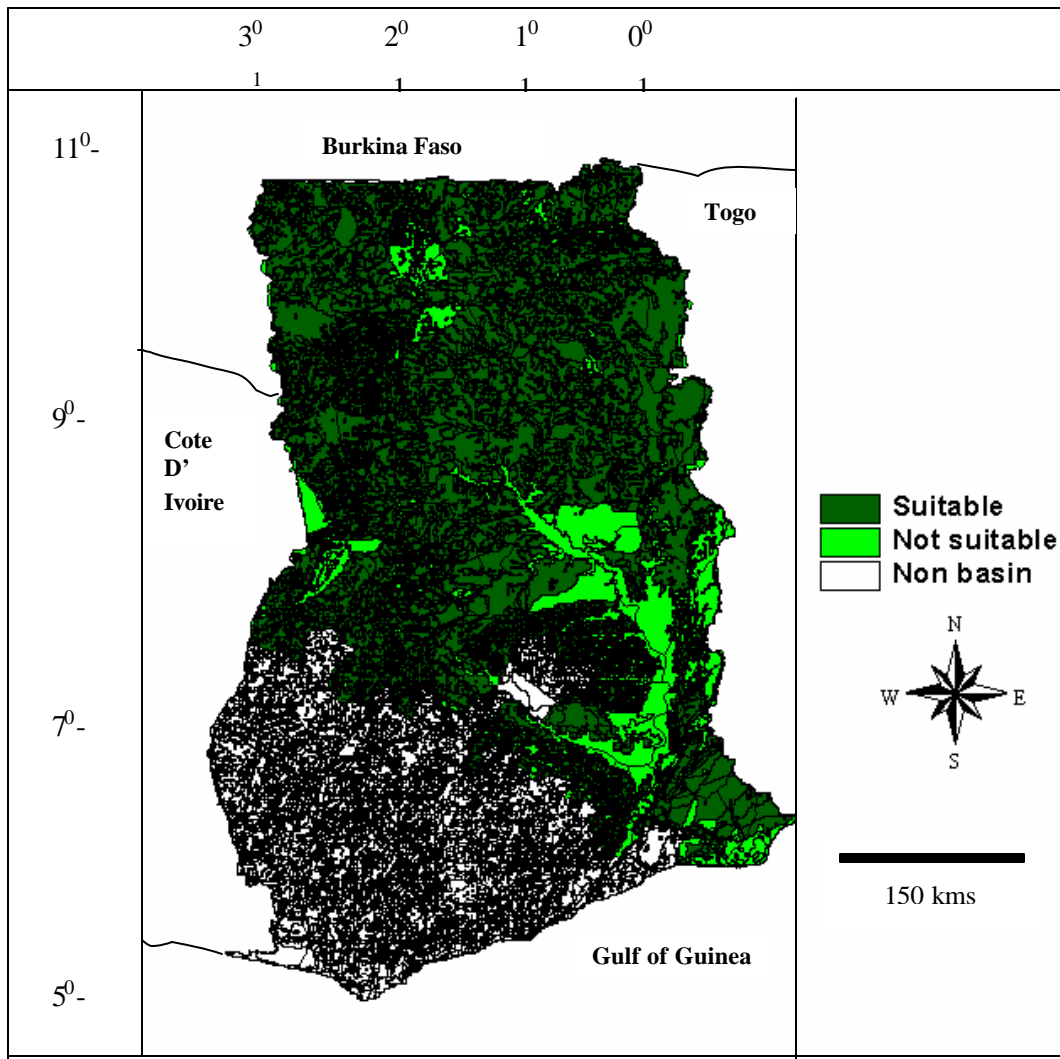 3⁰ 2⁰ 1⁰ 0⁰
1 1 1 1
11⁰-
Burkina Faso
Togo
9⁰-
Cote
D'
Ivoire
Suitable
Not suitable
Non basin
N
W E
S
7⁰-
150 kms
Gulf of Guinea
5⁰-